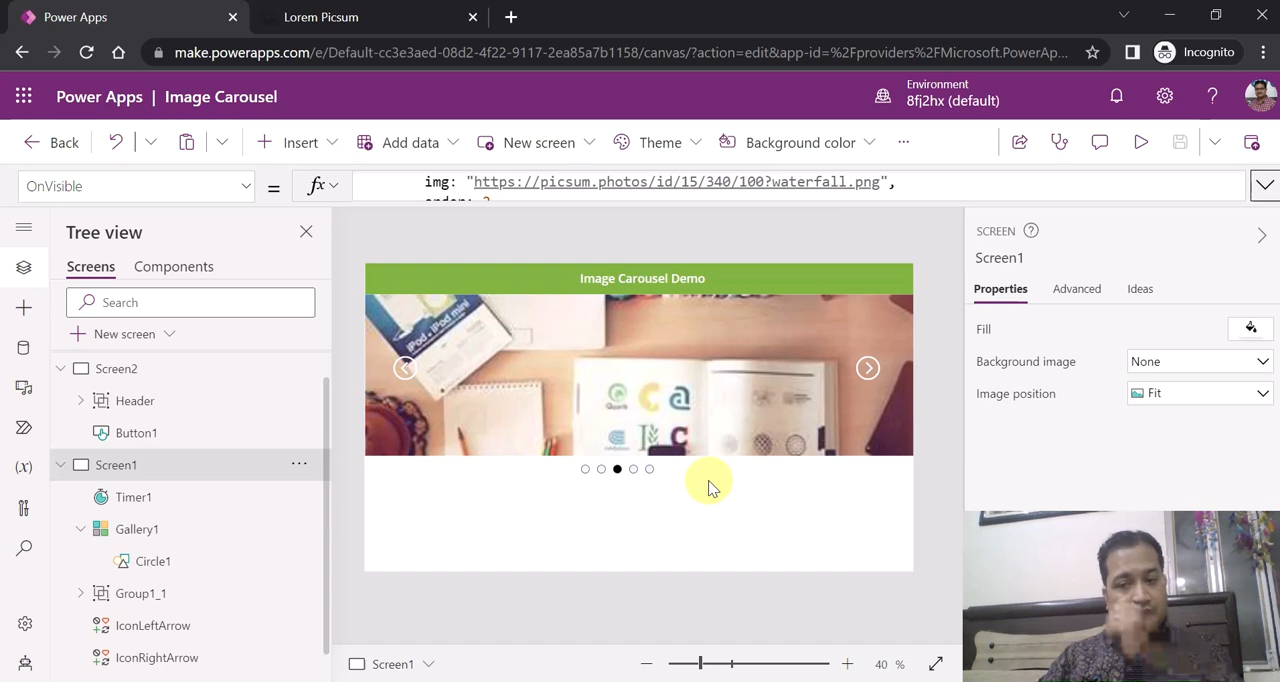 Power Apps
Lorem Picsum
make.powerapps.com/e/Default-cc3e3aed-08d2-4f22-9117-2ea85a7b1158/canvas/?action=edit&app-id=%2Fproviders%2FMicrosoft.PowerAp...
Incognito
Power Apps | Image Carousel
Environment
8fj2hx (default)
Back
Insert
Add data
New screen
Theme
Background color
OnVisible
=
fx
img: "https://picsum.photos/id/15/340/100?waterfall.png",
Tree view
Screens
Components
Search
New screen
Screen2
Header
Button1
Screen1
Timer1
Gallery1
Circle1
Group1_1
IconLeftArrow
IconRightArrow
Image Carousel Demo
iPod • iPod mini
Screen1
40 %
SCREEN
Screen1
Properties
Advanced
Ideas
Fill
Background image
None
Image position
Fit